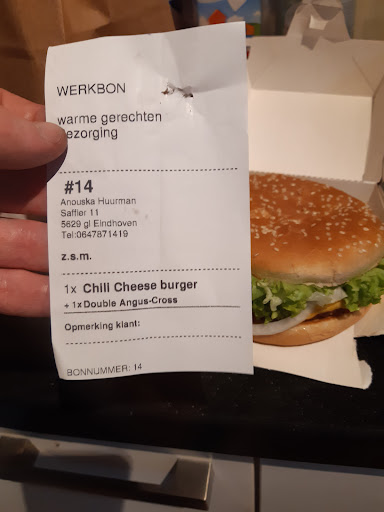 WERKBON
warme gerechten
bezorging
#14
Anouska Huurman
Saffier 11
5629 gl Eindhoven
Tel:0647871419
z.s.m.
1x Chili Cheese burger
+ 1x Double Angus-Cross
Opmerking klant:
BONNUMMER: 14